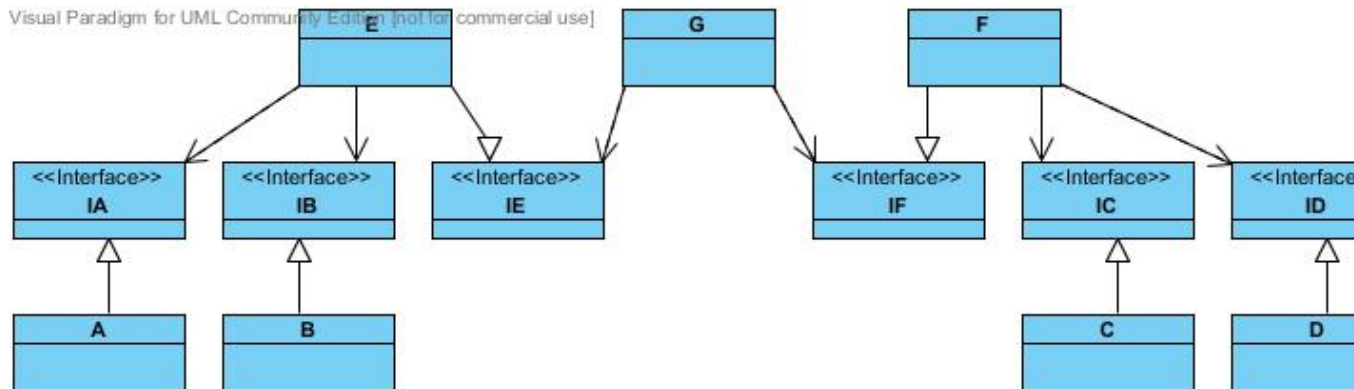 Visual Paradigm for UML Community Edition [not for commercial use]
E
G
F
<<Interface>>
IA
<<Interface>>
IB
<<Interface>>
IE
<<Interface>>
IF
<<Interface>>
IC
<<Interface
ID
A
B
C
D